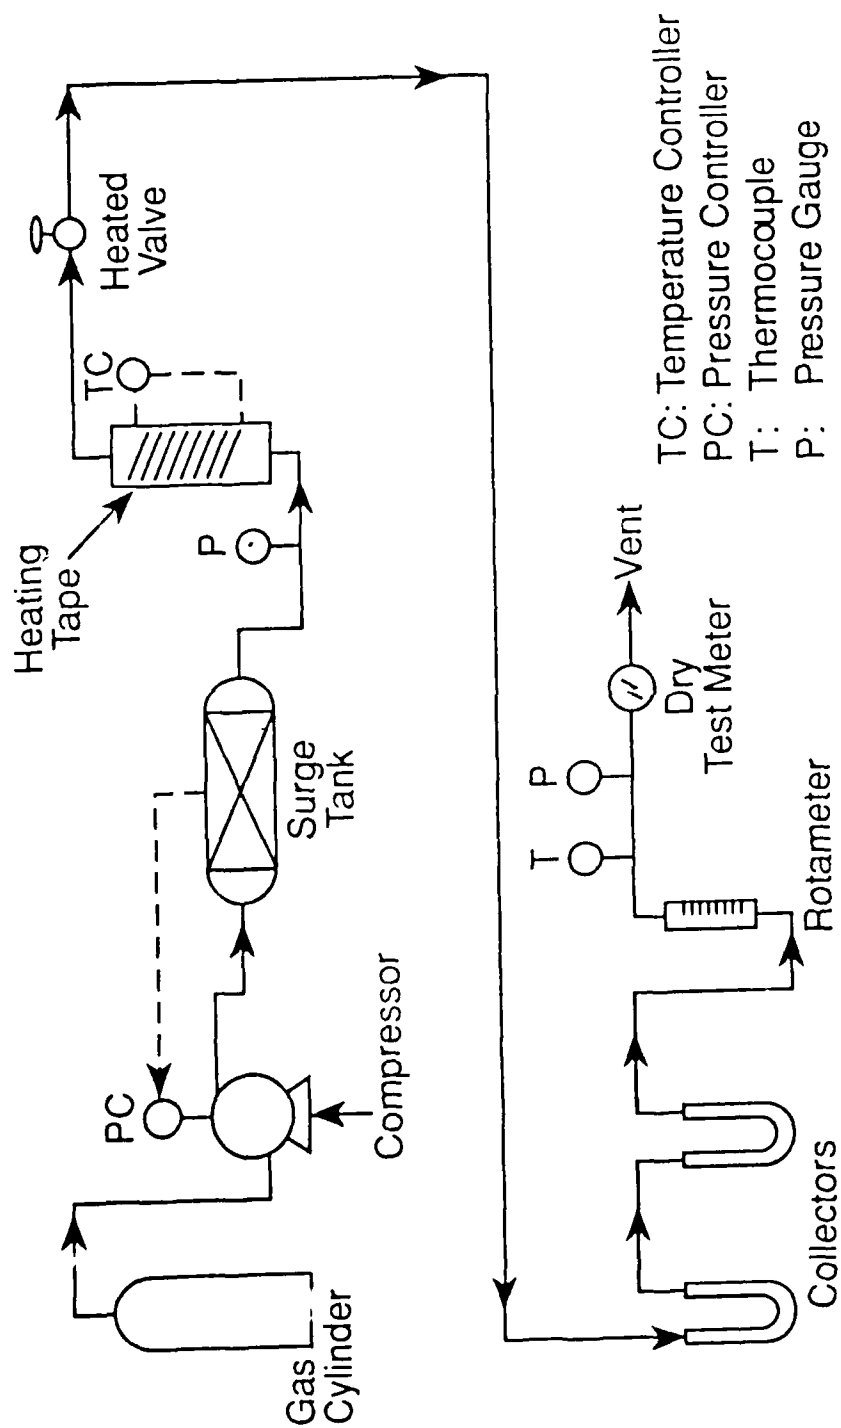 Gas
Cylinder
PC
Compressor
Surge
Tank
P
Heating
Tape
TC
Heated
Valve
Collectors
Rotameter
T
P
Dry
Test Meter
Vent
TC: Temperature Controller
PC: Pressure Controller
T: Thermocouple
P: Pressure Gauge